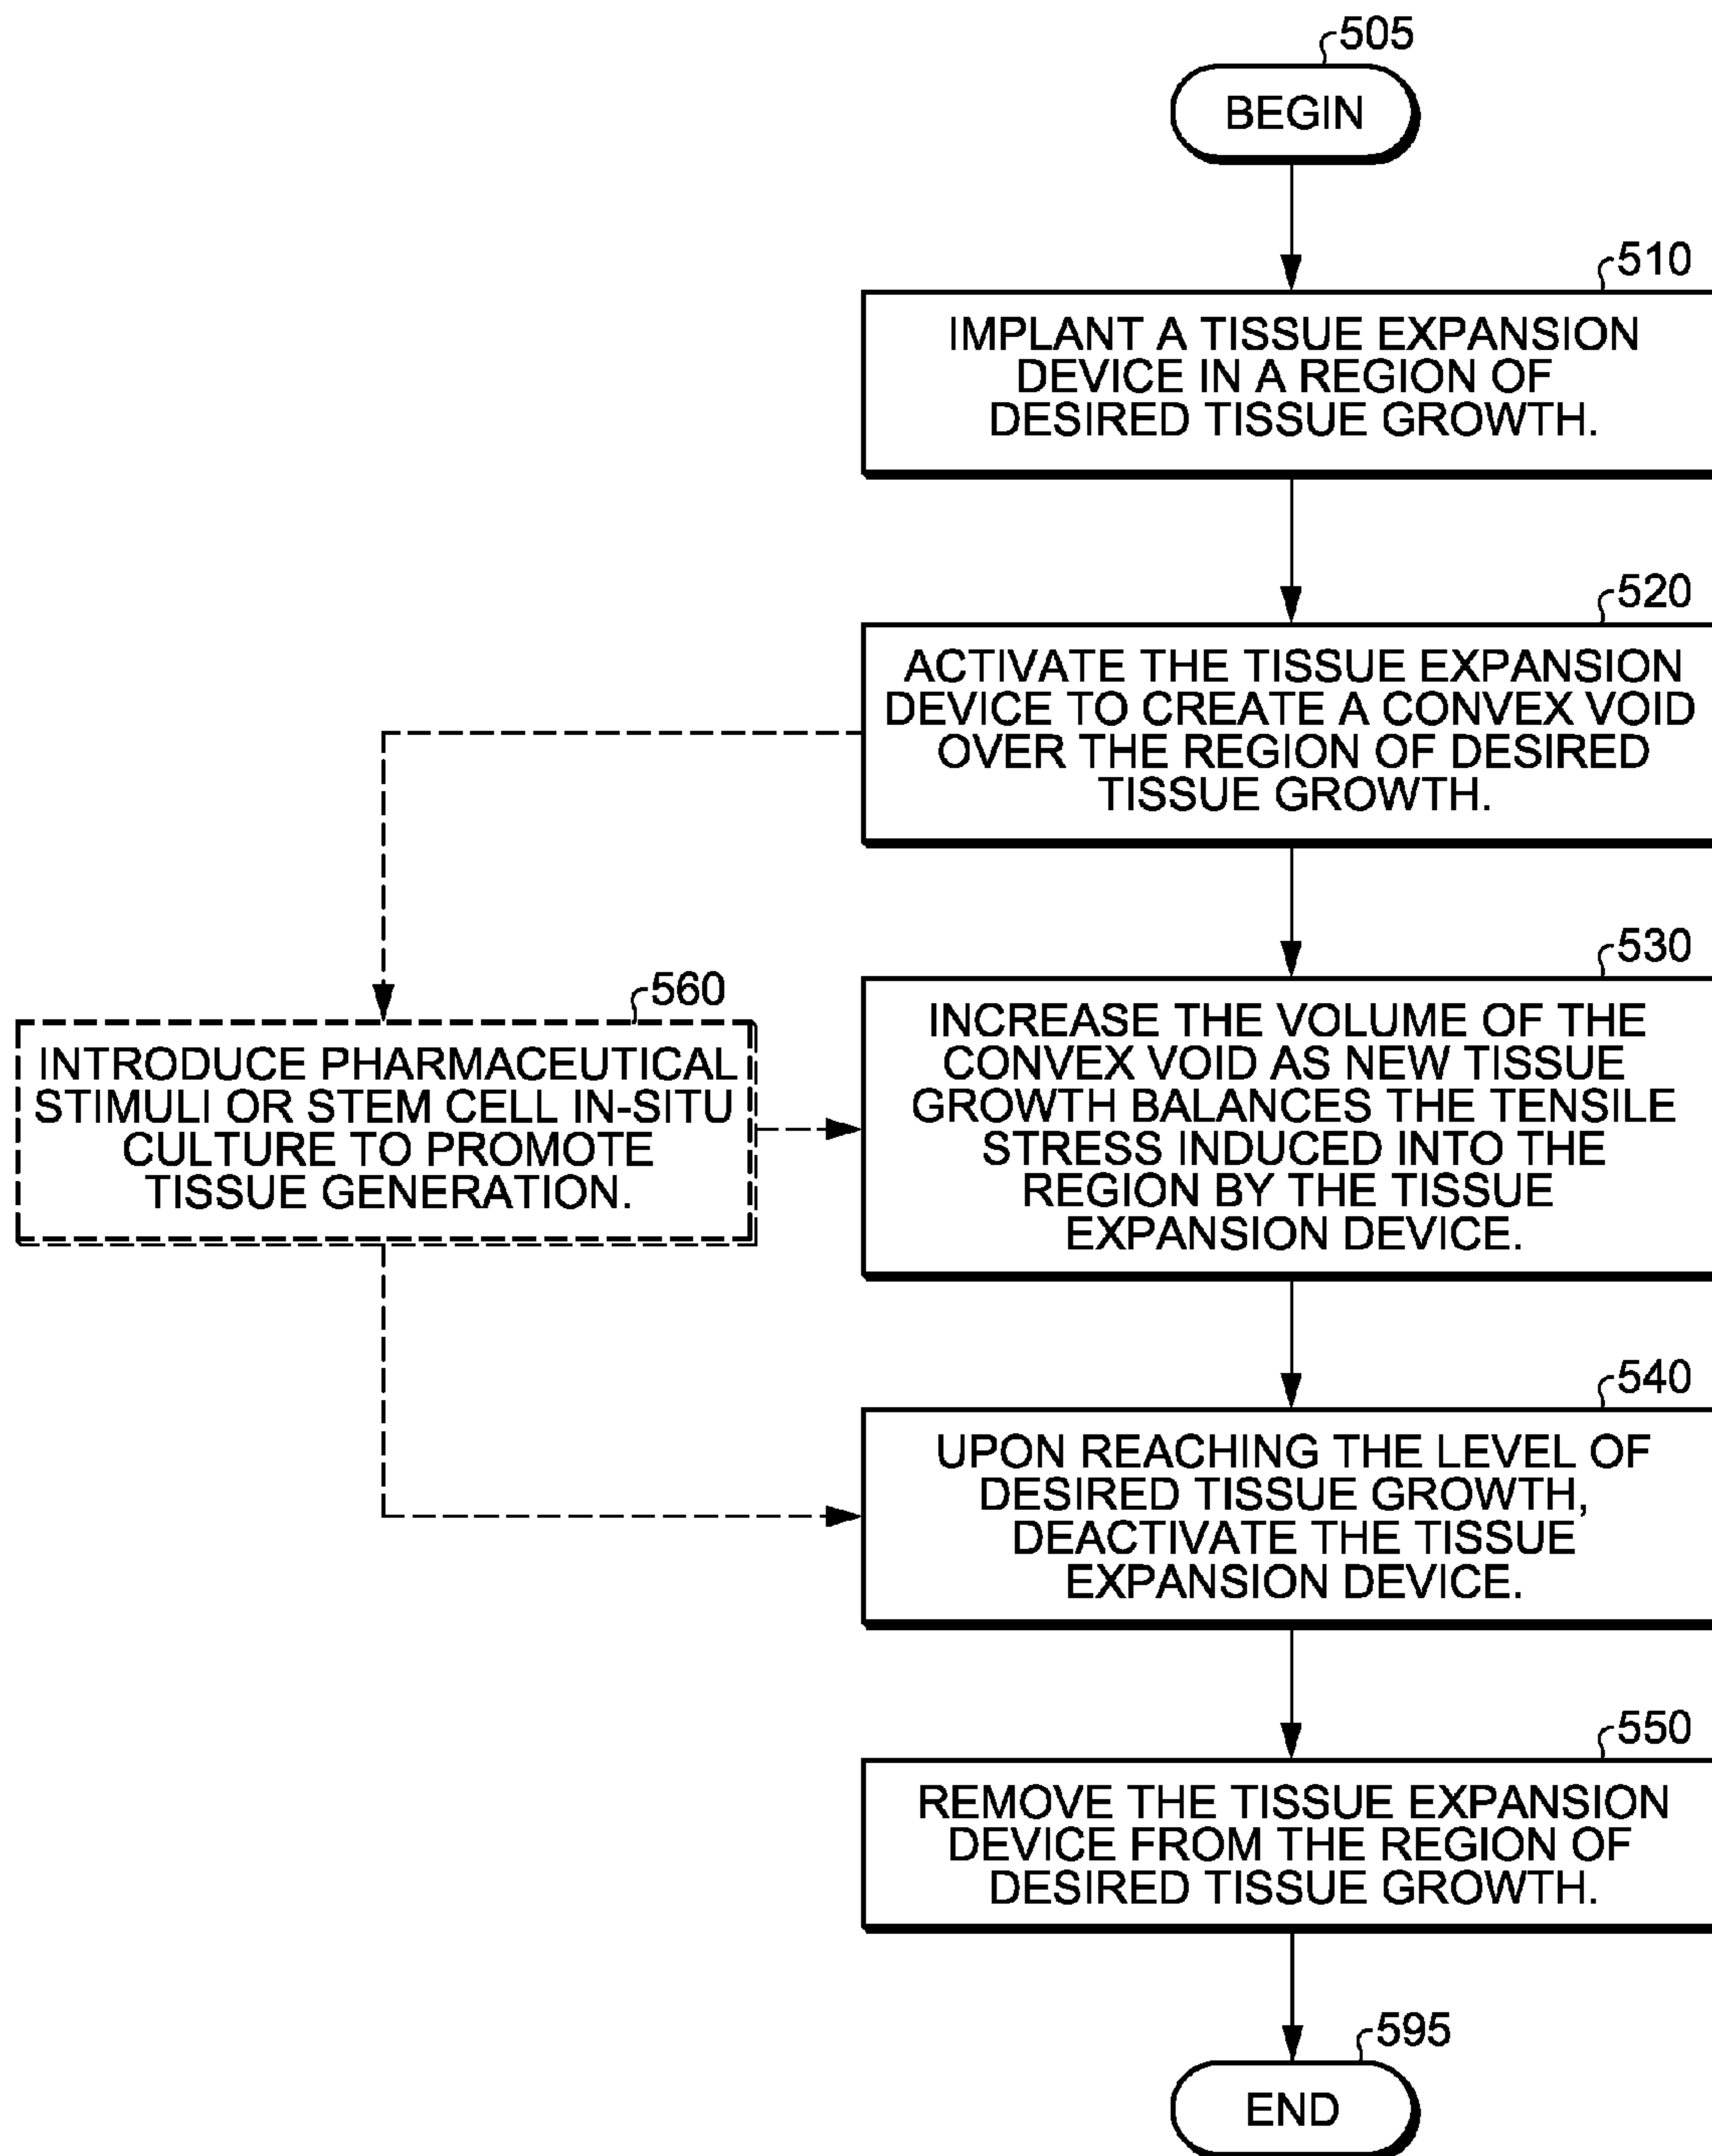 505
BEGIN
510
IMPLANT A TISSUE EXPANSION
DEVICE IN A REGION OF
DESIRED TISSUE GROWTH.
520
ACTIVATE THE TISSUE EXPANSION
DEVICE TO CREATE A CONVEX VOID
OVER THE REGION OF DESIRED
TISSUE GROWTH.
560
INTRODUCE PHARMACEUTICAL
STIMULI OR STEM CELL IN-SITU
CULTURE TO PROMOTE
TISSUE GENERATION.
530
INCREASE THE VOLUME OF THE
CONVEX VOID AS NEW TISSUE
GROWTH BALANCES THE TENSILE
STRESS INDUCED INTO THE
REGION BY THE TISSUE
EXPANSION DEVICE.
540
UPON REACHING THE LEVEL OF
DESIRED TISSUE GROWTH,
DEACTIVATE THE TISSUE
EXPANSION DEVICE.
550
REMOVE THE TISSUE EXPANSION
DEVICE FROM THE REGION OF
DESIRED TISSUE GROWTH.
595
END